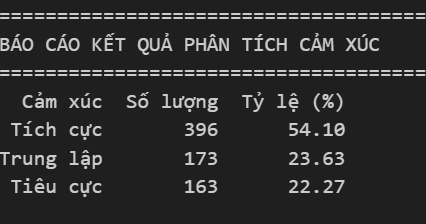 =====================================
BÁO CÁO KẾT QUẢ PHÂN TÍCH CẢM XÚC
=====================================
Cảm xúc Số lượng Tỷ lệ (%)
Tích cực 396 54.10
Trung lập 173 23.63
Tiêu cực 163 22.27